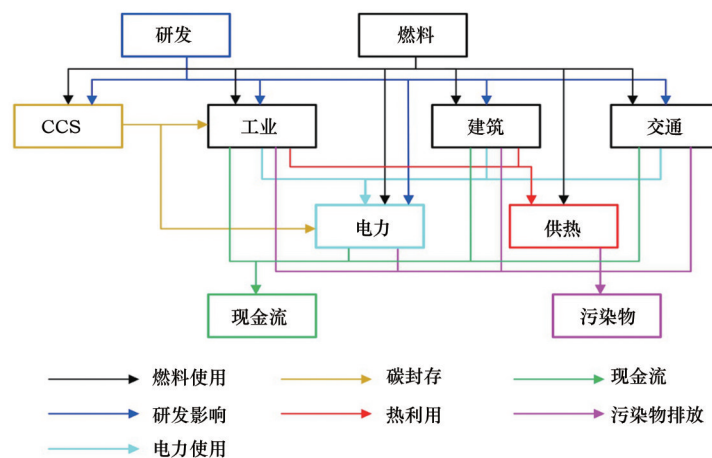 研发
燃料
CCS
工业
建筑
交通
电力
供热
现金流
污染物
燃料使用
碳封存
现金流
研发影响
热利用
污染物排放
电力使用